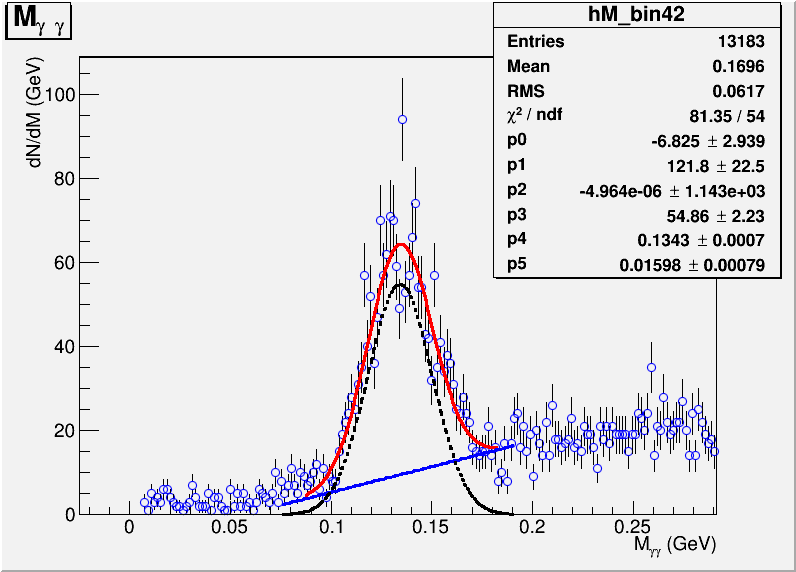 M γ γ
hM_bin42
Entries 13183
Mean 0.1696
RMS 0.0617
χ² / ndf 81.35 / 54
p0 -6.825 ± 2.939
p1 121.8 ± 22.5
p2 -4.964e-06 ± 1.143e+03
p3 54.86 ± 2.23
p4 0.1343 ± 0.0007
p5 0.01598 ± 0.00079
dN/dM (GeV)
100
80
60
40
20
0
0 0.05 0.1 0.15 0.2 0.25
Mγγ (GeV)